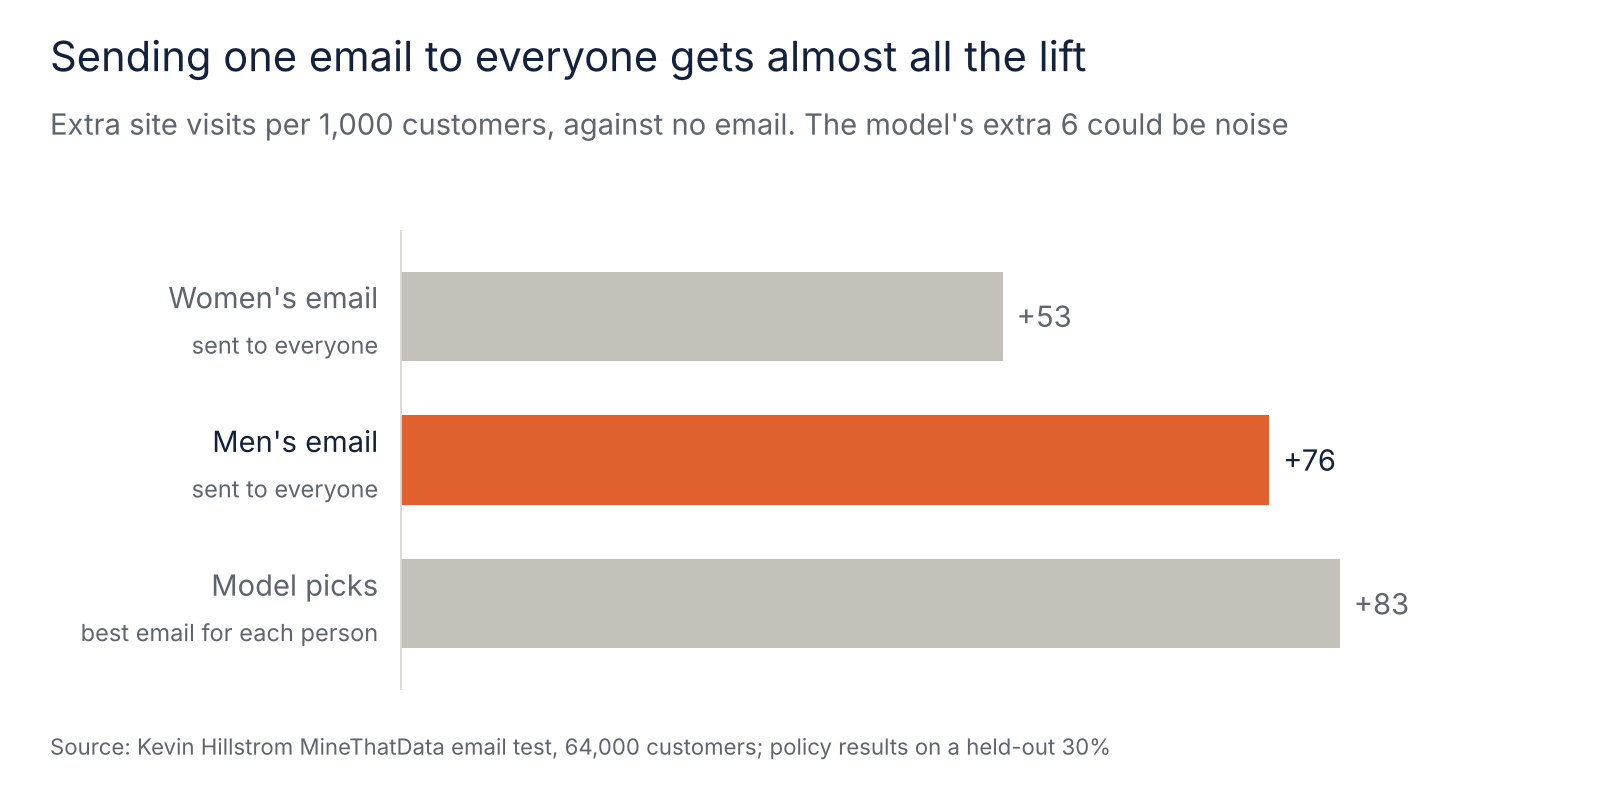 Sending one email to everyone gets almost all the lift
Extra site visits per 1,000 customers, against no email. The model's extra 6 could be noise
Women's email
sent to everyone
+53
Men's email
sent to everyone
+76
Model picks
best email for each person
+83
Source: Kevin Hillstrom MineThatData email test, 64,000 customers; policy results on a held-out 30%